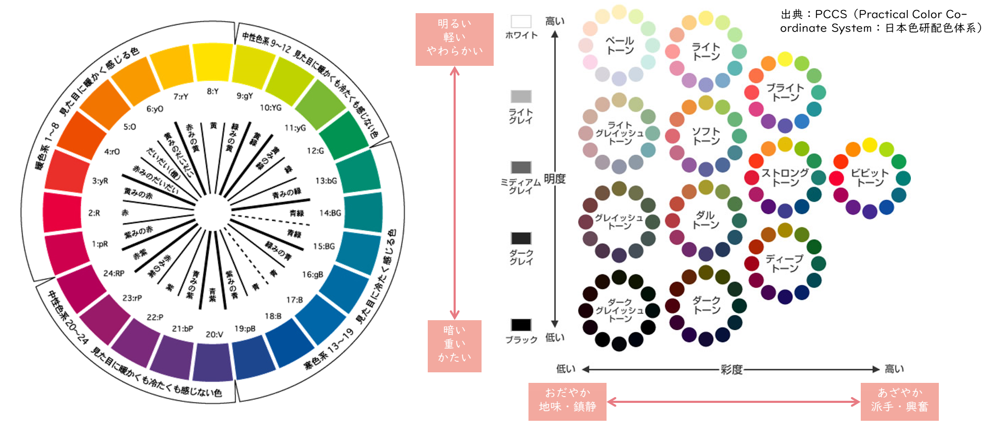 中性色系 9〜12 見た目に暖かくも冷たくも感じない色
暖色系 1〜8 見た目に暖かく感じる色
寒色系 13〜19 見た目に冷たく感じる色
中性色系 20〜24 見た目に暖かくも冷たくも感じない色
8:Y
9:gY
10:YG
11:yG
12:G
13:bG
14:BG
15:BG
16:gB
17:B
18:B
19:pB
20:V
21:bP
22:P
23:rP
24:RP
1:pR
2:R
3:yR
4:rO
5:O
6:yO
7:rY
黄
緑みの黄
黄緑
黄みの緑
緑
青みの緑
青緑
青緑
緑みの青
青
青
紫みの青
青紫
青みの紫
紫
赤みの紫
赤紫
紫みの赤
赤
黄みの赤
赤みのだいだい
だいだい(橙)
黄みのだいだい
赤みの黄
明るい
軽い
やわらかい
暗い
重い
かたい
ホワイト
ライト
グレイ
ミディアム
グレイ
ダーク
グレイ
ブラック
高い
明度
低い
ペール
トーン
ライト
トーン
ブライト
トーン
ライト
グレイッシュ
トーン
ソフト
トーン
ストロング
トーン
ビビット
トーン
グレイッシュ
トーン
ダル
トーン
ディープ
トーン
ダーク
グレイッシュ
トーン
ダーク
トーン
低い
彩度
高い
おだやか
地味・鎮静
あざやか
派手・興奮
出典：PCCS（Practical Color Co-
ordinate System：日本色研配色体系）